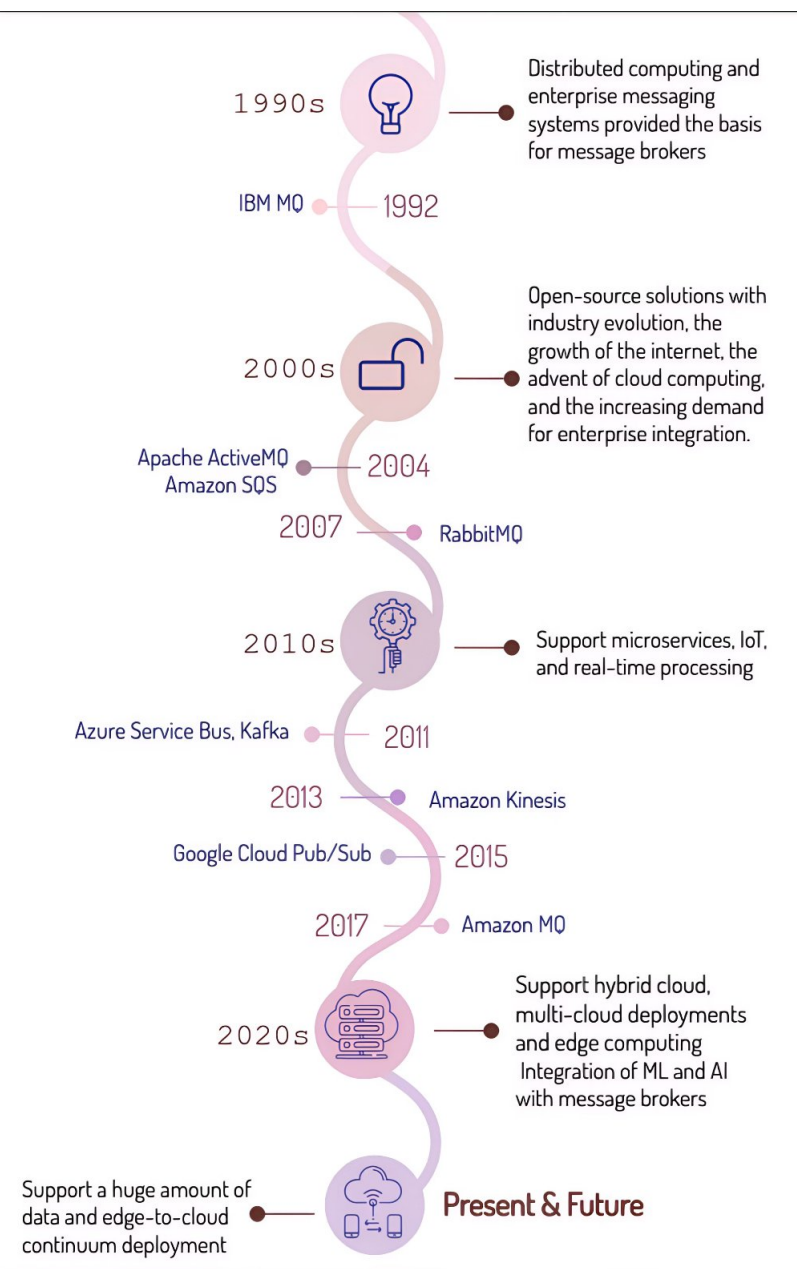 1990s
Distributed computing and
enterprise messaging
systems provided the basis
for message brokers
IBM MQ
1992
2000s
Open-source solutions with
industry evolution, the
growth of the internet, the
advent of cloud computing,
and the increasing demand
for enterprise integration.
Apache ActiveMQ
Amazon SQS
2004
2007
RabbitMQ
2010s
Support microservices, IoT,
and real-time processing
Azure Service Bus, Kafka
2011
2013
Amazon Kinesis
Google Cloud Pub/Sub
2015
2017
Amazon MQ
2020s
Support hybrid cloud,
multi-cloud deployments
and edge computing
Integration of ML and AI
with message brokers
Present & Future
Support a huge amount of
data and edge-to-cloud
continuum deployment